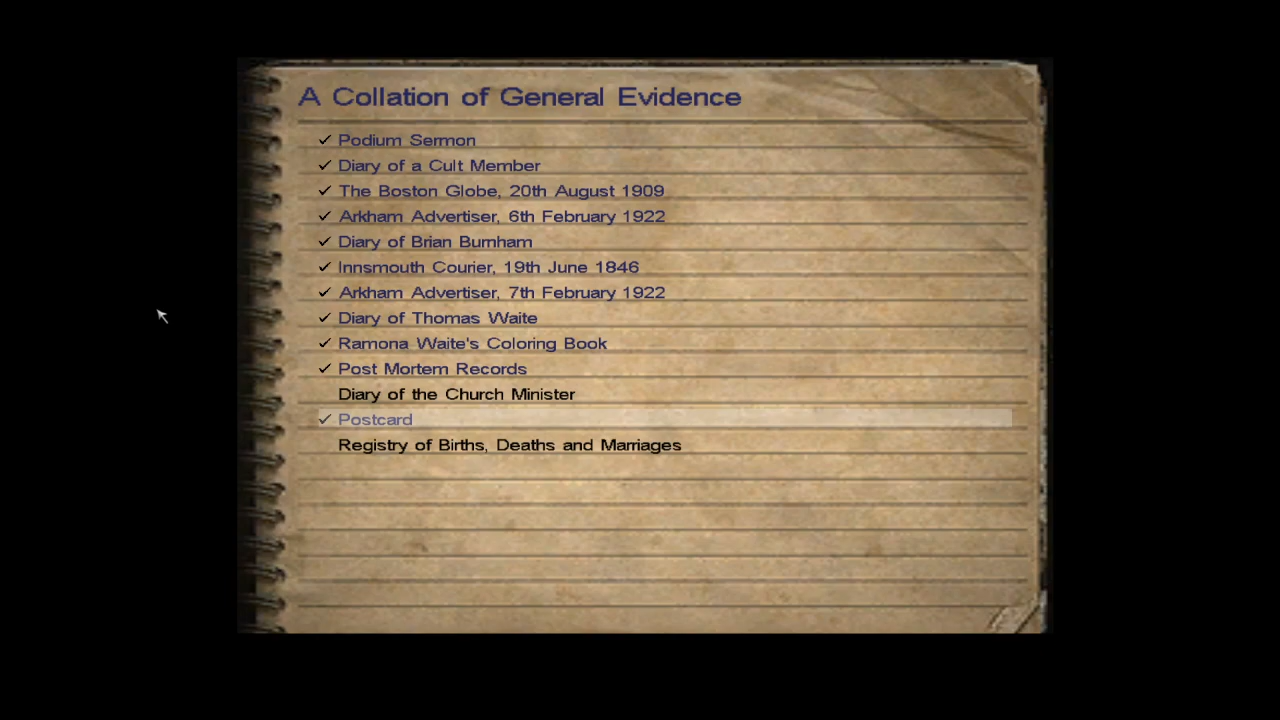 A Collation of General Evidence
✓ Podium Sermon
✓ Diary of a Cult Member
✓ The Boston Globe, 20th August 1909
✓ Arkham Advertiser, 6th February 1922
✓ Diary of Brian Burnham
✓ Innsmouth Courier, 19th June 1846
✓ Arkham Advertiser, 7th February 1922
✓ Diary of Thomas Waite
✓ Ramona Waite's Coloring Book
✓ Post Mortem Records
Diary of the Church Minister
✓ Postcard
Registry of Births, Deaths and Marriages